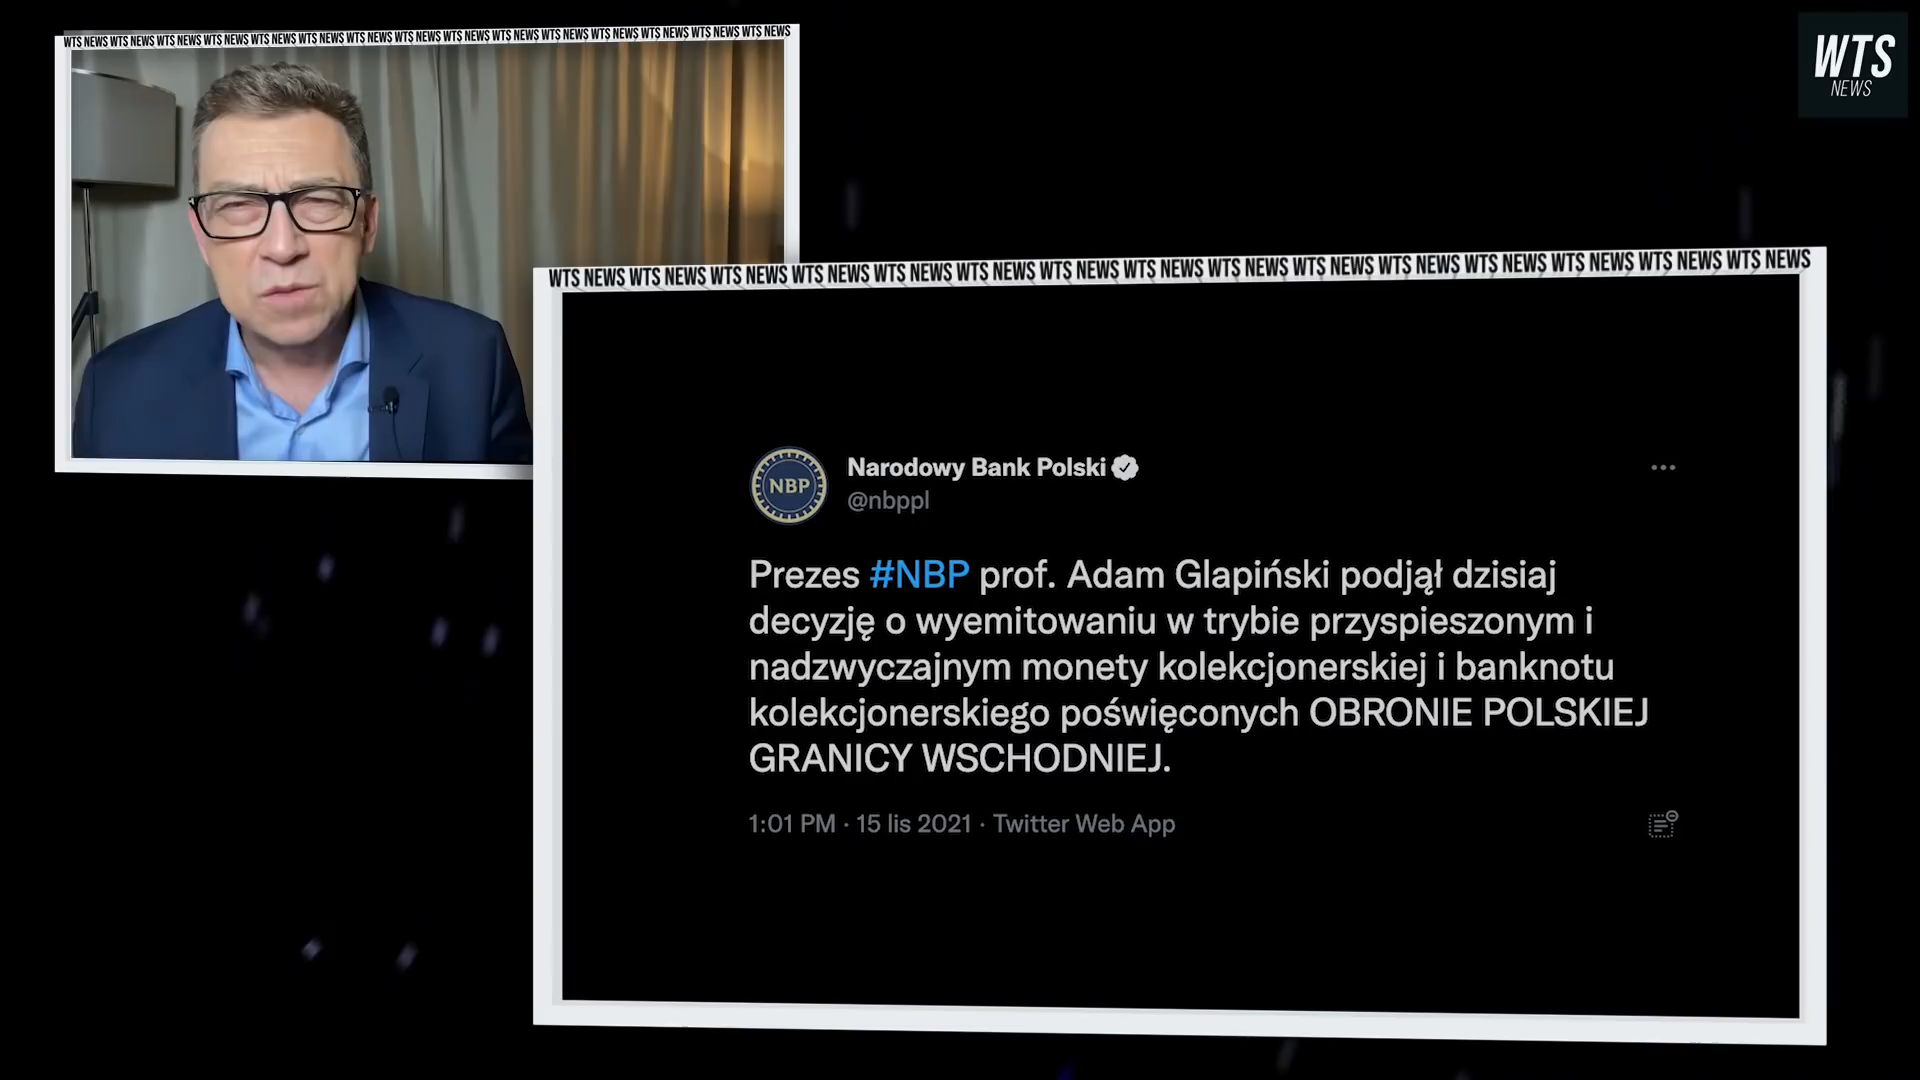 WTS NEWS WTS NEWS WTS NEWS WTS NEWS WTS NEWS WTS NEWS WTS NEWS WTS NEWS WTS NEWS WTS NEWS WTS NEWS WTS NEWS WTS NEWS WTS NEWS WTS NEWS
WTS
NEWS
WTS NEWS WTS NEWS WTS NEWS WTS NEWS WTS NEWS WTS NEWS WTS NEWS WTS NEWS WTS NEWS WTS NEWS WTS NEWS WTS NEWS WTS NEWS WTS NEWS WTS NEWS
NBP
Narodowy Bank Polski
@nbppl
Prezes #NBP prof. Adam Glapiński podjął dzisiaj
decyzję o wyemitowaniu w trybie przyspieszonym i
nadzwyczajnym monety kolekcjonerskiej i banknotu
kolekcjonerskiego poświęconych OBRONIE POLSKIEJ
GRANICY WSCHODNIEJ.
1:01 PM · 15 lis 2021 · Twitter Web App